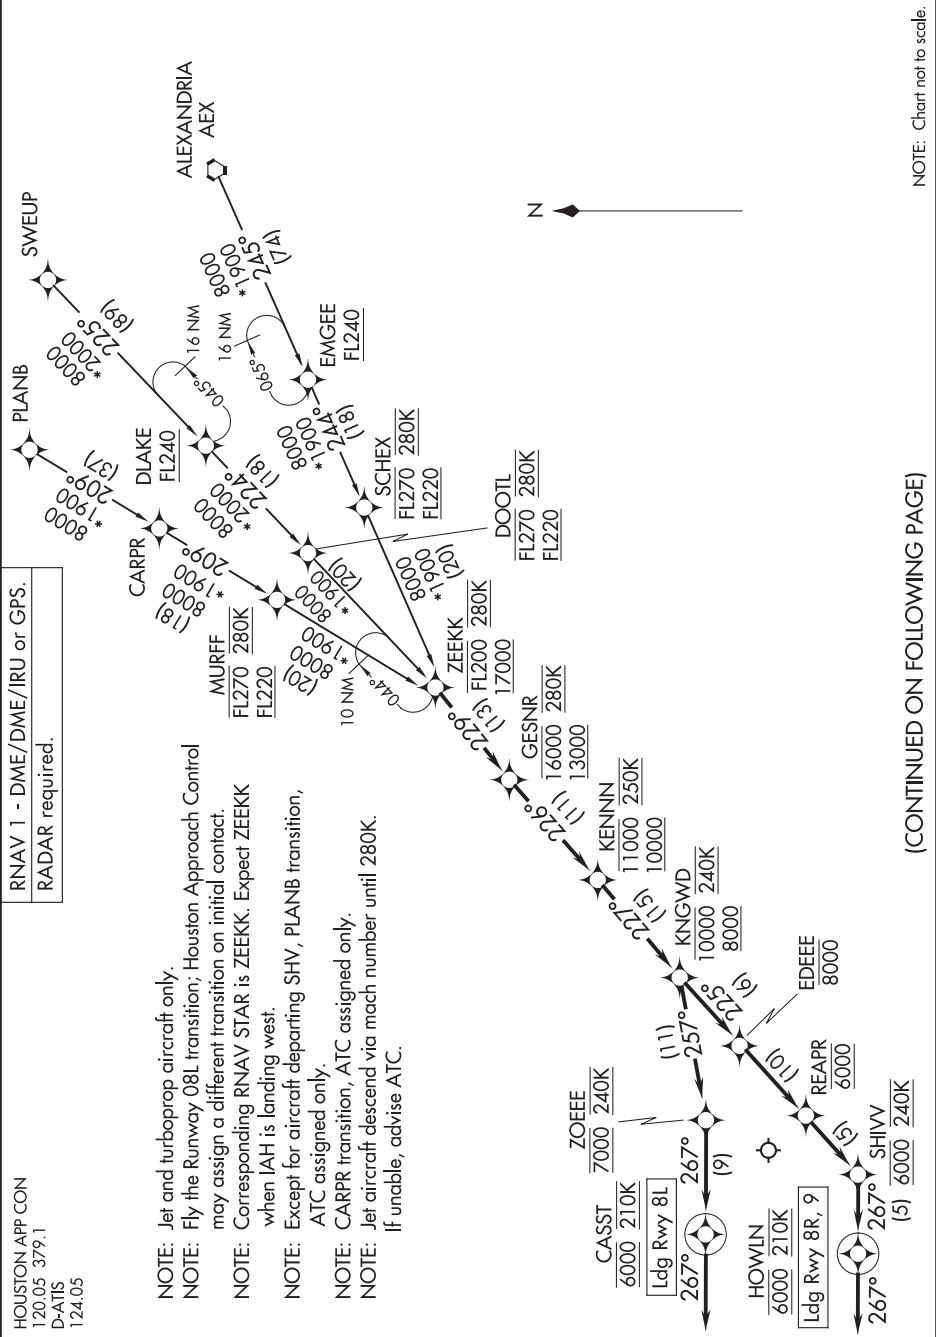 HOUSTON APP CON
120.05 379.1
D-ATIS
124.05
RNAV 1 - DME/DME/IRU or GPS.
RADAR required.
NOTE: Jet and turboprop aircraft only.
NOTE: Fly the Runway 08L transition; Houston Approach Control
may assign a different transition on initial contact.
NOTE: Corresponding RNAV STAR is ZEEKK. Expect ZEEKK
when IAH is landing west.
NOTE: Except for aircraft departing SHV, PLANB transition,
ATC assigned only.
NOTE: CARPR transition, ATC assigned only.
NOTE: Jet aircraft descend via mach number until 280K.
If unable, advise ATC.
PLANB
8000
*1900
209°
(37)
CARPR
(18)
8000
*1900
209°
MURFF
FL270 280K
FL220
(20)
8000
*1900
SWEUP
8000
*2000
225°
(89)
16 NM
045°
DLAKE
FL240
8000
*2000
224°
(18)
DOOTL
FL270 280K
FL220
8000
*1900
(20)
ALEXANDRIA
AEX
8000
*1900
245°
(74)
16 NM
065°
EMGEE
FL240
8000
*1900
244°
(18)
SCHEX
FL270 280K
FL220
8000
*1900
(20)
10 NM
044°
ZEEKK
FL200 280K
17000
229°
(13)
GESNR
16000 280K
13000
226°
(11)
KENNN
11000 250K
10000
227°
(15)
KNGWD
10000 240K
8000
(11)
257°
ZOEEE
7000 240K
267°
(9)
CASST
6000 210K
Ldg Rwy 8L
267°
225°
(6)
EDEEE
8000
(10)
REAPR
6000
(5)
SHIVV
6000 240K
267°
(5)
HOWLN
6000 210K
Ldg Rwy 8R, 9
267°
N
(CONTINUED ON FOLLOWING PAGE)
NOTE: Chart not to scale.